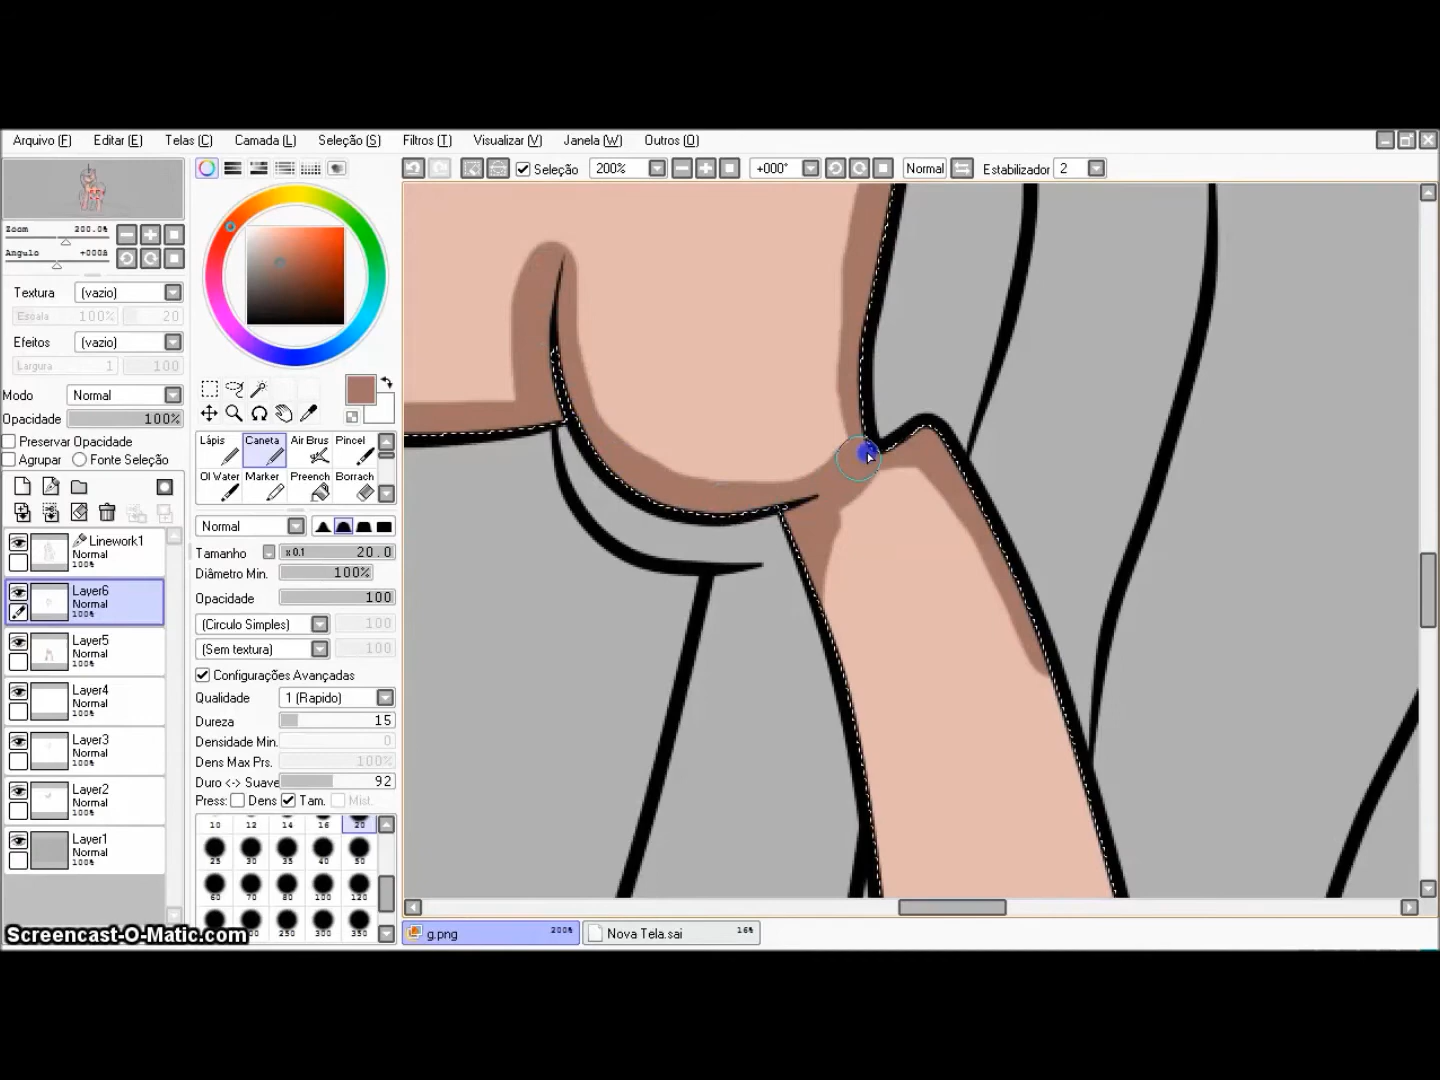 Arquivo (F) Editar (E) Telas (C) Camada (L) Seleção (S) Filtros (T) Visualizar (V) Janela (W) Outros (O)
Seleção 200% +000° Normal Estabilizador 2
Zoom 200.0%
Angulo +000å
Textura (vazio)
Escala 100% 20
Efeitos (vazio)
Largura 1 100
Modo Normal
Opacidade 100%
Preservar Opacidade
Agrupar Fonte Seleção
Linework1
Normal
100%
Layer6
Normal
100%
Layer5
Normal
100%
Layer4
Normal
100%
Layer3
Normal
100%
Layer2
Normal
100%
Layer1
Normal
100%
Lápis Caneta Air Brus Pincel
Oil Water Marker Preench Borrach
Normal
Tamanho x 0.1 20.0
Diâmetro Min. 100%
Opacidade 100
(Circulo Simples) 100
(Sem textura) 100
Configurações Avançadas
Qualidade 1 (Rapido)
Dureza 15
Densidade Min. 0
Dens Max Prs. 100%
Duro <-> Suave 92
Press: Dens Tam. Mist.
10 12 14 16 20
25 30 35 40 50
60 70 80 100 120
250 300 350
g.png 200% Nova Tela.sai 16%
Screencast-O-Matic.com